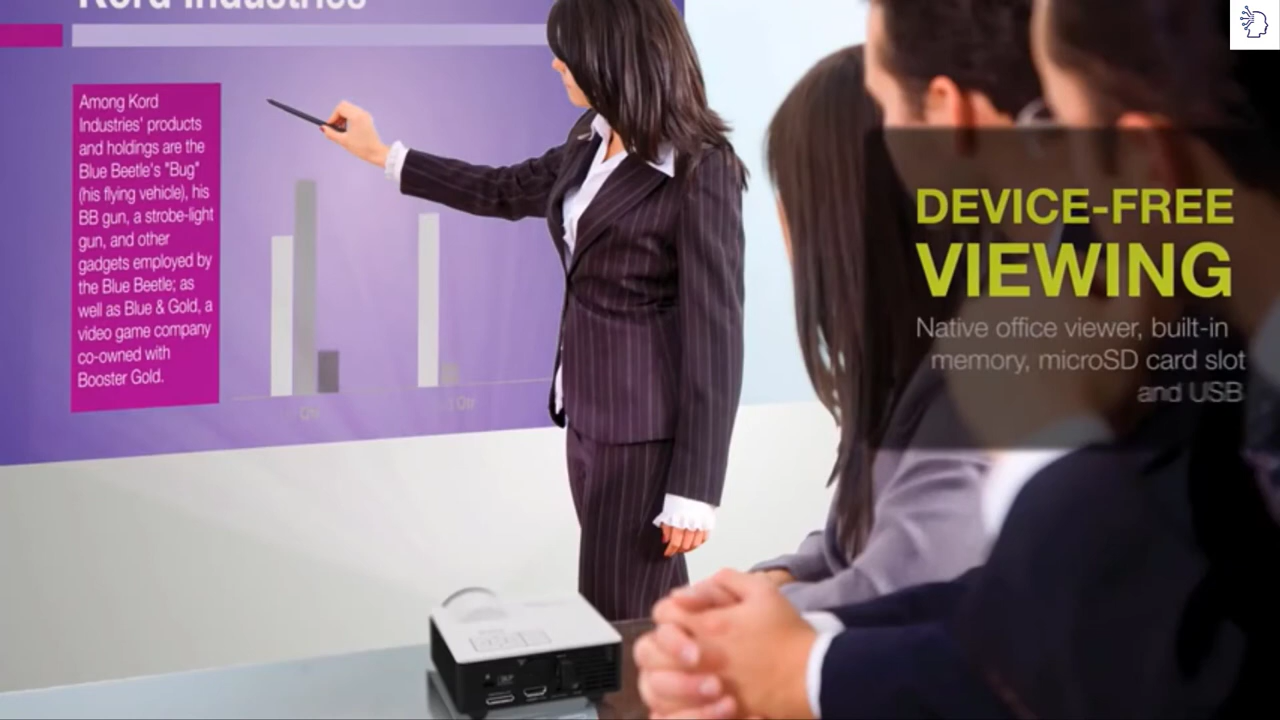 Kord Industries
Among Kord
Industries' products
and holdings are the
Blue Beetle's "Bug"
(his flying vehicle), his
BB gun, a strobe-light
gun, and other
gadgets employed by
the Blue Beetle; as
well as Blue & Gold, a
video game company
co-owned with
Booster Gold.
DEVICE-FREE
VIEWING
Native office viewer, built-in
memory, microSD card slot
and USB